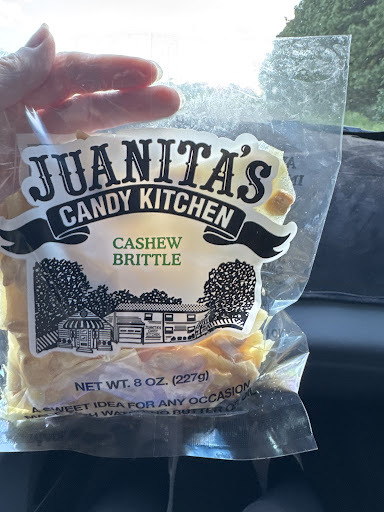 JUANITA'S
CANDY KITCHEN
CASHEW
BRITTLE
NET WT. 8 OZ. (227g)
A SWEET IDEA FOR ANY OCCASION